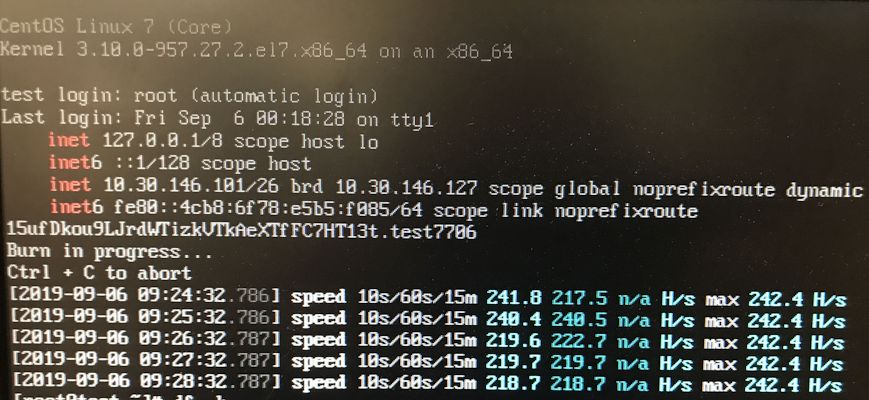 CentOS Linux 7 (Core)
Kernel 3.10.0-957.27.2.el7.x86_64 on an x86_64
test login: root (automatic login)
Last login: Fri Sep  6 00:18:28 on tty1
inet 127.0.0.1/8 scope host lo
inet6 ::1/128 scope host
inet 10.30.146.101/26 brd 10.30.146.127 scope global noprefixroute dynamic
inet6 fe80::4cb8:6f78:e5b5:f085/64 scope link noprefixroute
15ufDkou9LJrdWTizkVTkAeXTfFC7HT13t.test7706
Burn in progress...
Ctrl + C to abort
[2019-09-06 09:24:32.786] speed 10s/60s/15m 241.8 217.5 n/a H/s max 242.4 H/s
[2019-09-06 09:25:32.786] speed 10s/60s/15m 240.4 240.5 n/a H/s max 242.4 H/s
[2019-09-06 09:26:32.787] speed 10s/60s/15m 219.6 222.7 n/a H/s max 242.4 H/s
[2019-09-06 09:27:32.787] speed 10s/60s/15m 219.7 219.7 n/a H/s max 242.4 H/s
[2019-09-06 09:28:32.787] speed 10s/60s/15m 218.7 218.7 n/a H/s max 242.4 H/s